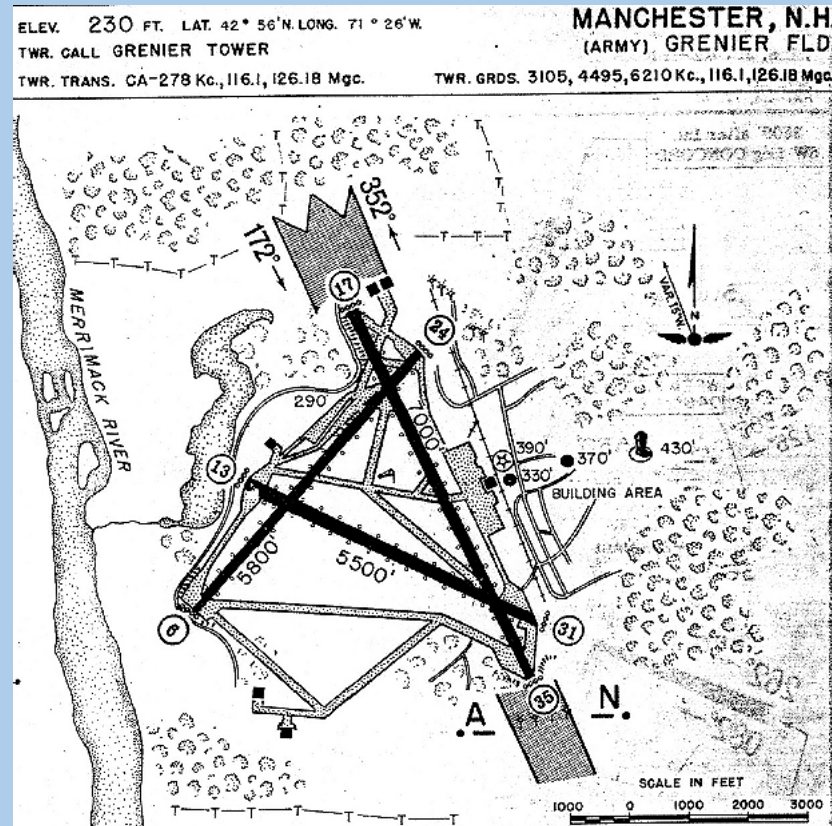 ELEV. 230 FT. LAT. 42° 56'N. LONG. 71° 26'W.
MANCHESTER, N.H.
TWR. CALL GRENIER TOWER
(ARMY) GRENIER FLD
TWR. TRANS. CA-278 Kc., 116.1, 126.18 Mgc.
TWR. GRDS. 3105, 4495, 6210 Kc., 116.1, 126.18 Mgc.
172°
352°
17
24
VAR. 15°W.
N
MERRIMACK RIVER
290
7000'
13
390'
370'
430'
330'
BUILDING AREA
5800'
5500'
6
31
35
.A
N.
SCALE IN FEET
1000 0 1000 2000 3000